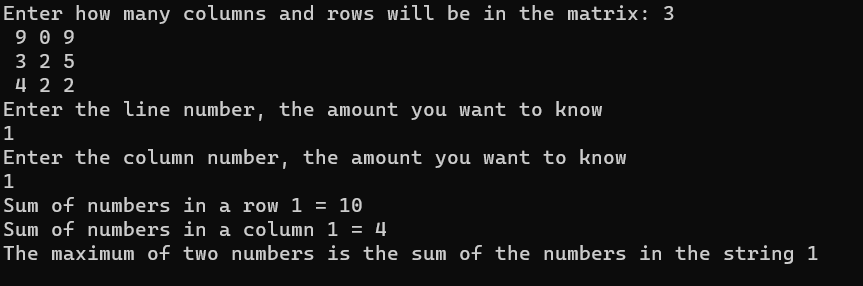 Enter how many columns and rows will be in the matrix: 3
9 0 9
3 2 5
4 2 2
Enter the line number, the amount you want to know
1
Enter the column number, the amount you want to know
1
Sum of numbers in a row 1 = 10
Sum of numbers in a column 1 = 4
The maximum of two numbers is the sum of the numbers in the string 1